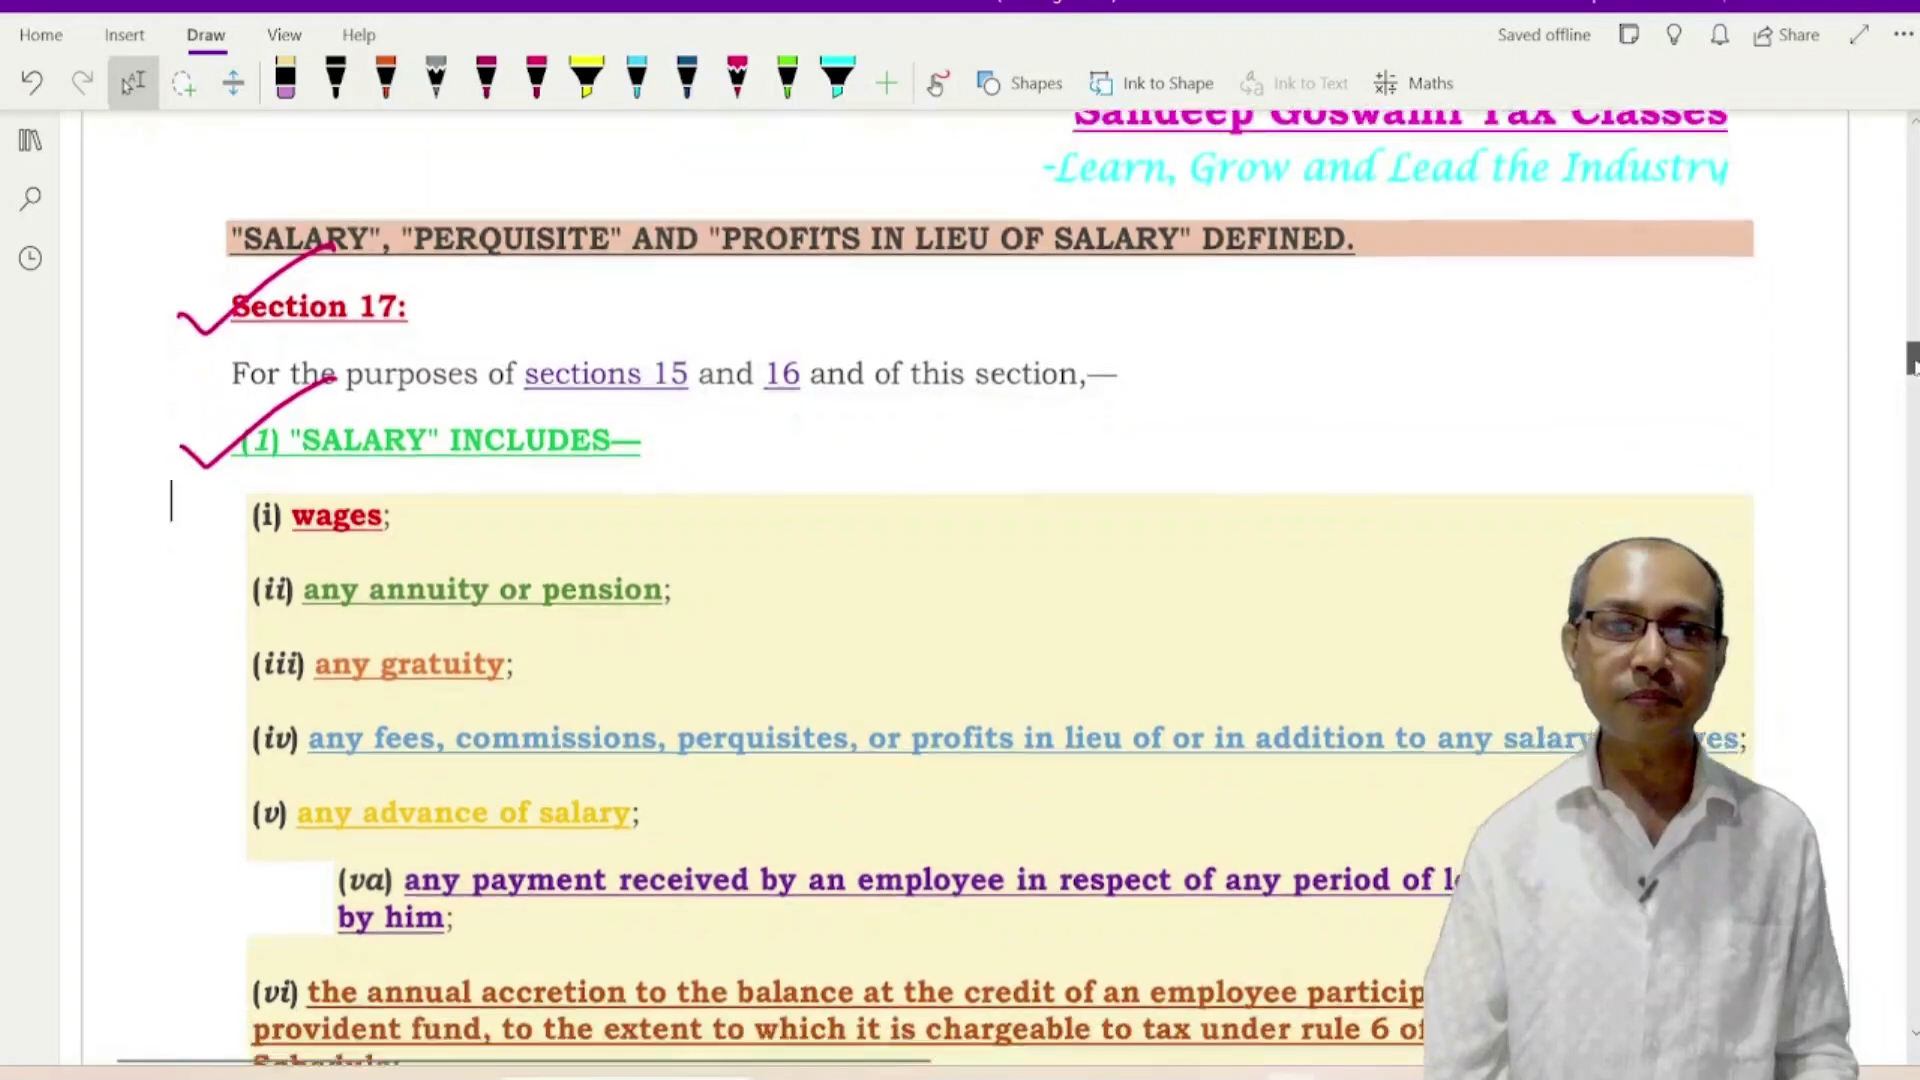 Home Insert Draw View Help Saved offline Share
Shapes Ink to Shape Ink to Text Maths
Sandeep Goswami Tax Classes
-Learn, Grow and Lead the Industry
"SALARY", "PERQUISITE" AND "PROFITS IN LIEU OF SALARY" DEFINED.
Section 17:
For the purposes of sections 15 and 16 and of this section,—
(1) "SALARY" INCLUDES—
(i) wages;
(ii) any annuity or pension;
(iii) any gratuity;
(iv) any fees, commissions, perquisites, or profits in lieu of or in addition to any salary
(v) any advance of salary;
(va) any payment received by an employee in respect of any period of
by him;
(vi) the annual accretion to the balance at the credit of an employee
provident fund, to the extent to which it is chargeable to tax under rule 6